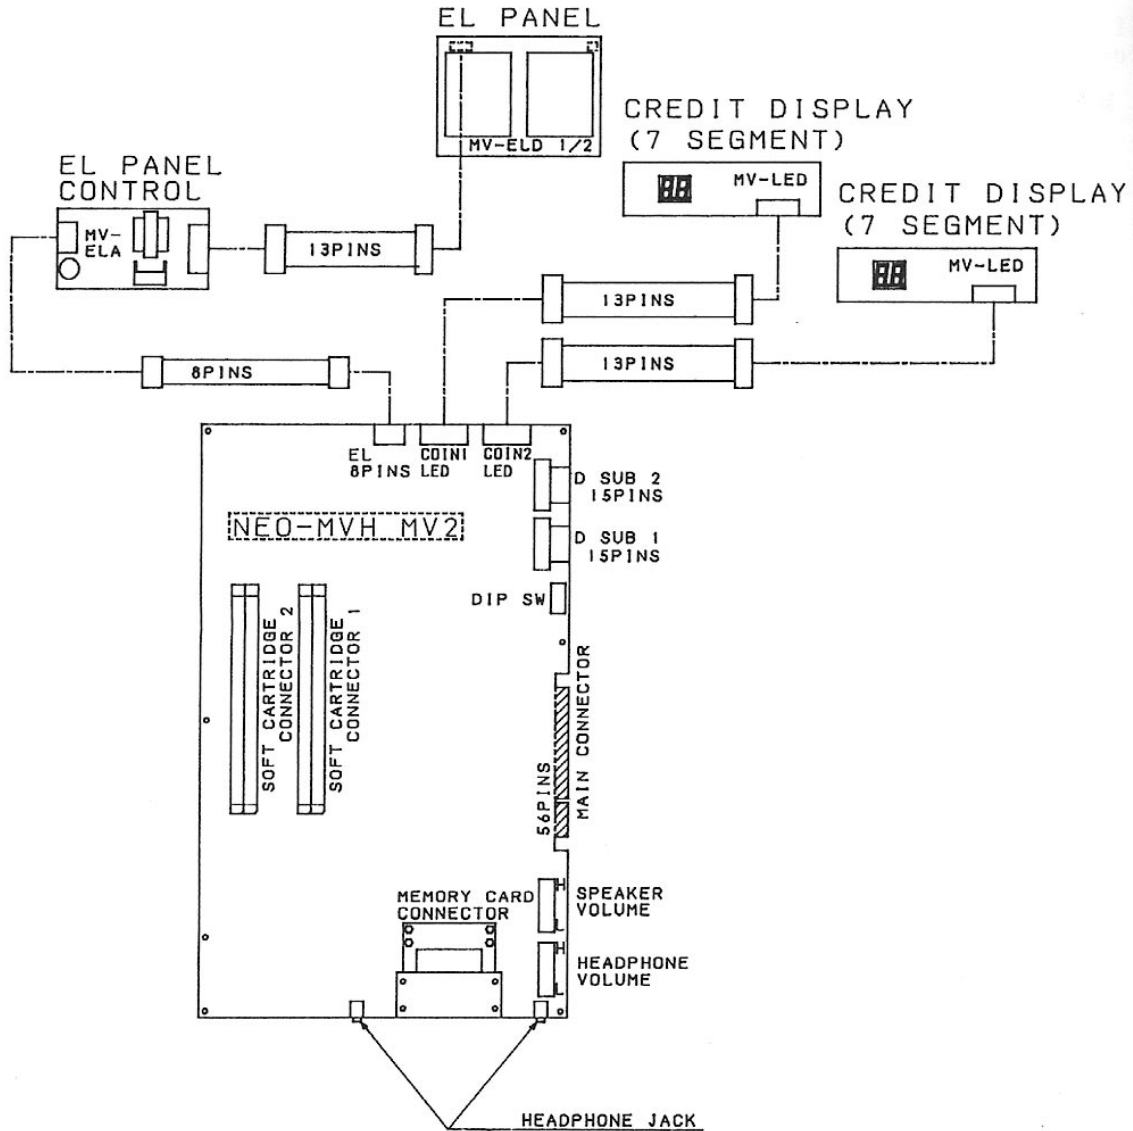 EL PANEL
MV-ELD 1/2
CREDIT DISPLAY
(7 SEGMENT)
MV-LED
88
CREDIT DISPLAY
(7 SEGMENT)
MV-LED
88
EL PANEL
CONTROL
MV-
ELA
13PINS
13PINS
13PINS
8PINS
EL
8PINS
COIN1
LED
COIN2
LED
D SUB 2
15PINS
D SUB 1
15PINS
NEO-MVH MV2
DIP SW
SOFT CARTRIDGE
CONNECTOR 2
SOFT CARTRIDGE
CONNECTOR 1
56PINS
MAIN CONNECTOR
MEMORY CARD
CONNECTOR
H
L
SPEAKER
VOLUME
H
L
HEADPHONE
VOLUME
HEADPHONE JACK